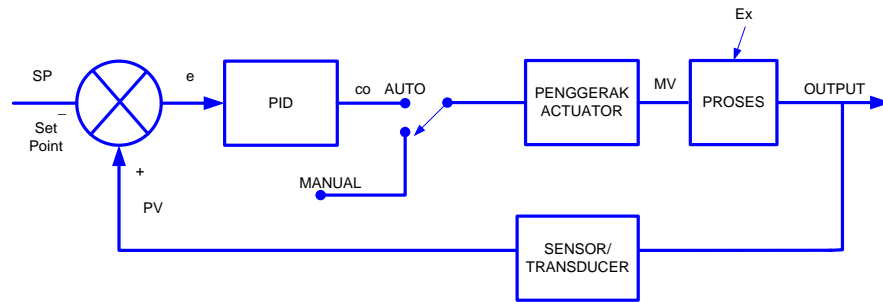 Ex
SP
e
co
AUTO
MV
OUTPUT
_
Set
Point
PID
PENGGERAK
ACTUATOR
PROSES
+
MANUAL
PV
SENSOR/
TRANSDUCER